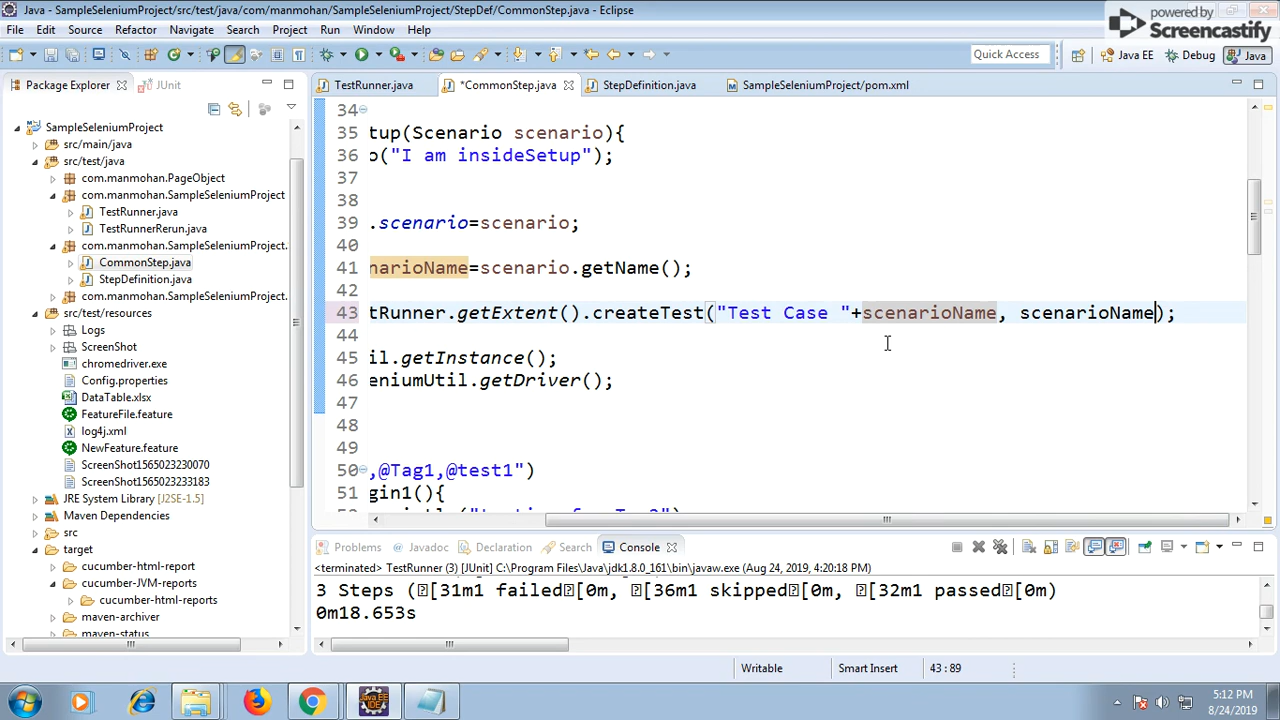 Java - SampleSeleniumProject/src/test/java/com/manmohan/SampleSeleniumProject/StepDef/CommonStep.java - Eclipse
powered by
Screencastify
File Edit Source Refactor Navigate Search Project Run Window Help
Quick Access Java EE Debug Java
Package Explorer JUnit
TestRunner.java *CommonStep.java StepDefinition.java SampleSeleniumProject/pom.xml
SampleSeleniumProject
src/main/java
src/test/java
com.manmohan.PageObject
com.manmohan.SampleSeleniumProject
TestRunner.java
TestRunnerRerun.java
com.manmohan.SampleSeleniumProject.
CommonStep.java
StepDefinition.java
src/test/resources
Logs
ScreenShot
chromedriver.exe
Config.properties
DataTable.xlsx
FeatureFile.feature
log4j.xml
NewFeature.feature
ScreenShot1565023230070
ScreenShot1565023233183
JRE System Library [J2SE-1.5]
Maven Dependencies
src
target
cucumber-html-report
cucumber-JVM-reports
cucumber-html-reports
maven-archiver
maven-status
34
35 tup(Scenario scenario){
36 o("I am insideSetup");
37
38
39 .scenario=scenario;
40
41 narioName=scenario.getName();
42
43 tRunner.getExtent().createTest("Test Case "+scenarioName, scenarioName);
44
45 il.getInstance();
46 eniumUtil.getDriver();
47
48
49
50 ,@Tag1,@test1")
51 gin1(){
Problems Javadoc Declaration Search Console
<terminated> TestRunner (3) [JUnit] C:\Program Files\Java\jdk1.8.0_161\bin\javaw.exe (Aug 24, 2019, 4:20:18 PM)
3 Steps ([31m1 failed[0m, [36m1 skipped[0m, [32m1 passed[0m)
0m18.653s
Writable Smart Insert 43 : 89
Java EE
IDE
5:12 PM
8/24/2019